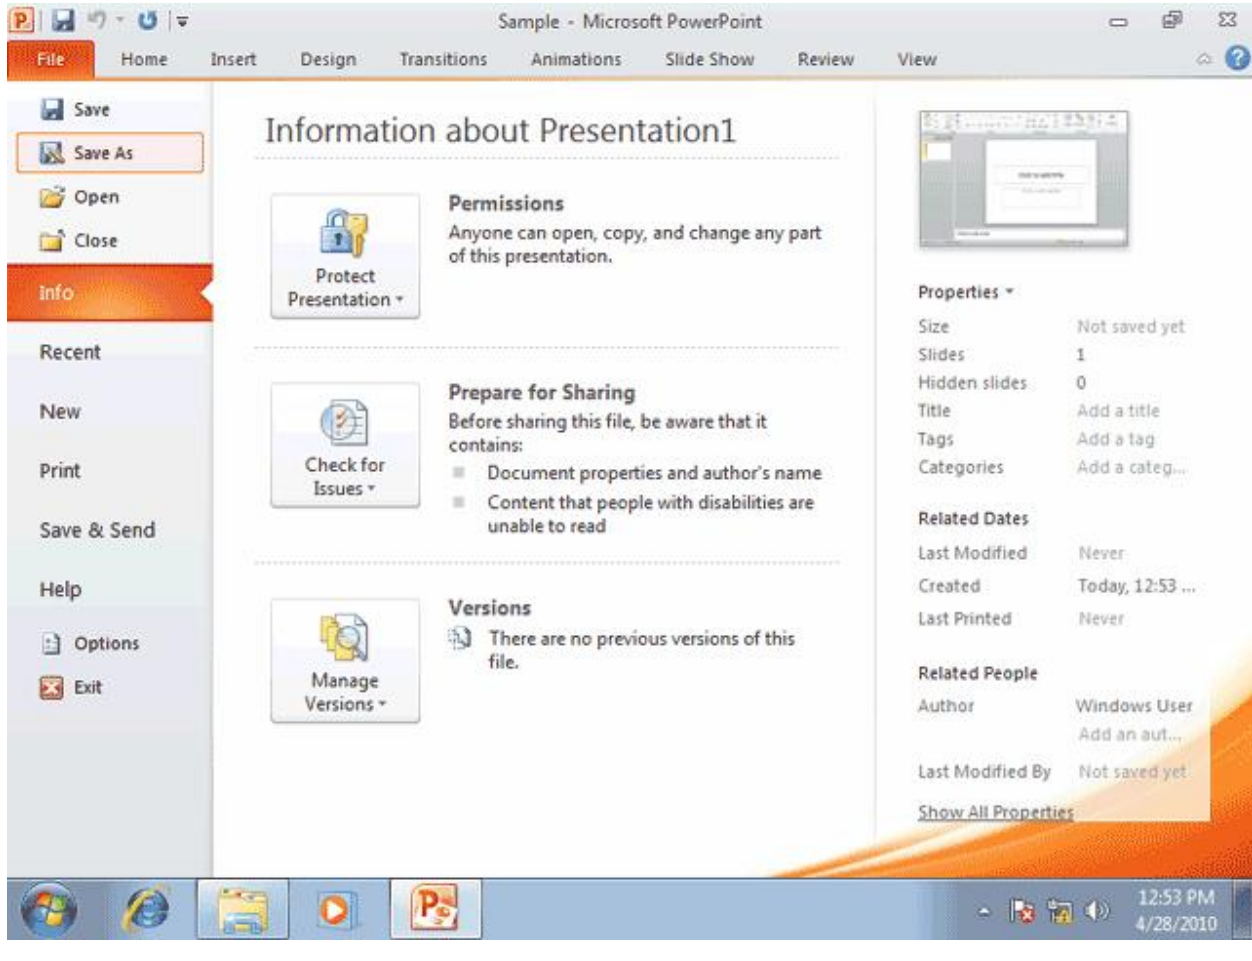 Sample - Microsoft PowerPoint
File Home Insert Design Transitions Animations Slide Show Review View
Save
Save As
Open
Close
Info
Recent
New
Print
Save & Send
Help
Options
Exit
Information about Presentation1
Protect
Presentation
Permissions
Anyone can open, copy, and change any part
of this presentation.
Check for
Issues
Prepare for Sharing
Before sharing this file, be aware that it
contains:
Document properties and author's name
Content that people with disabilities are
unable to read
Manage
Versions
Versions
There are no previous versions of this
file.
Properties
Size Not saved yet
Slides 1
Hidden slides 0
Title Add a title
Tags Add a tag
Categories Add a categ...
Related Dates
Last Modified Never
Created Today, 12:53 ...
Last Printed Never
Related People
Author Windows User
Add an aut...
Last Modified By Not saved yet
Show All Properties
12:53 PM
4/28/2010